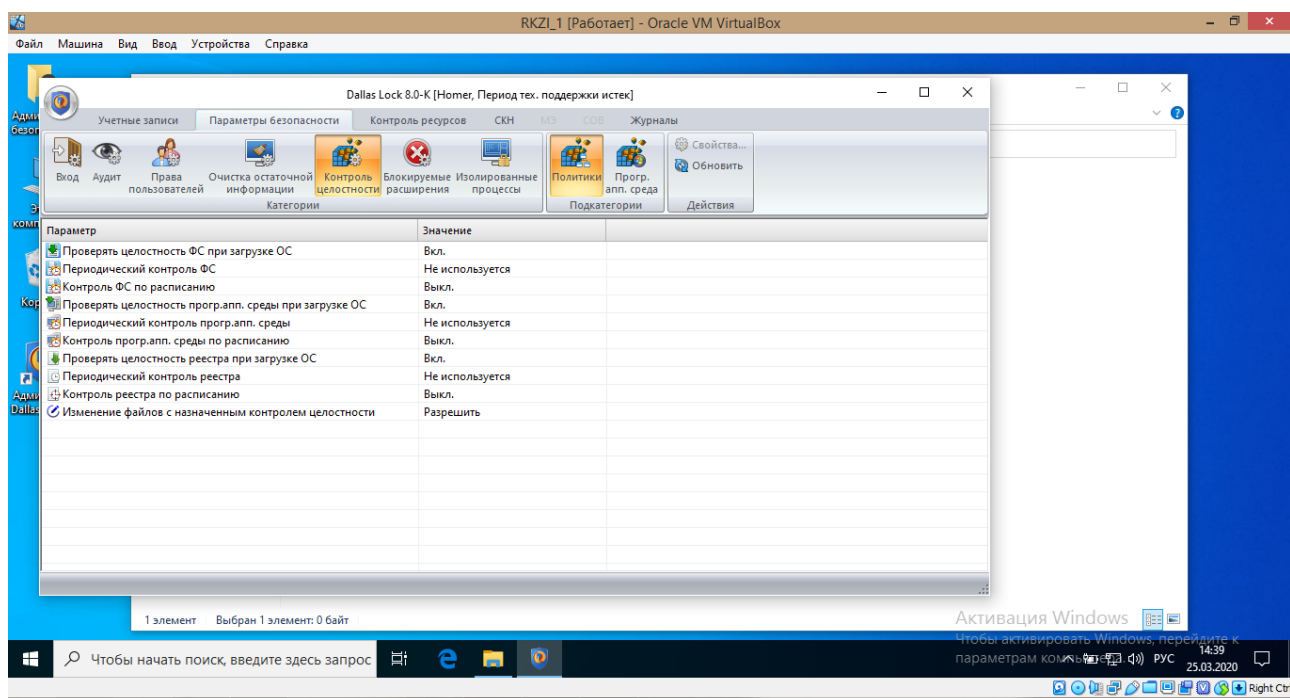 RKZI_1 [Работает] - Oracle VM VirtualBox
Файл Машина Вид Ввод Устройства Справка
Dallas Lock 8.0-K [Homer, Период тех. поддержки истек]
Учетные записи Параметры безопасности Контроль ресурсов СКН МЭ СОВ Журналы
Вход Аудит Права пользователей Очистка остаточной информации Контроль целостности Блокируемые расширения Изолированные процессы Политики Прогр. апп. среда Свойства...
Обновить
Категории Подкатегории Действия
Параметр Значение
Проверять целостность ФС при загрузке ОС Вкл.
Периодический контроль ФС Не используется
Контроль ФС по расписанию Выкл.
Проверять целостность прогр.апп. среды при загрузке ОС Вкл.
Периодический контроль прогр.апп. среды Не используется
Контроль прогр.апп. среды по расписанию Выкл.
Проверять целостность реестра при загрузке ОС Вкл.
Периодический контроль реестра Не используется
Контроль реестра по расписанию Выкл.
Изменение файлов с назначенным контролем целостности Разрешить
1 элемент Выбран 1 элемент: 0 байт
Активация Windows
Чтобы активировать Windows, перейдите к
параметрам
Чтобы начать поиск, введите здесь запрос
РУС
14:39
25.03.2020
Right Ctr